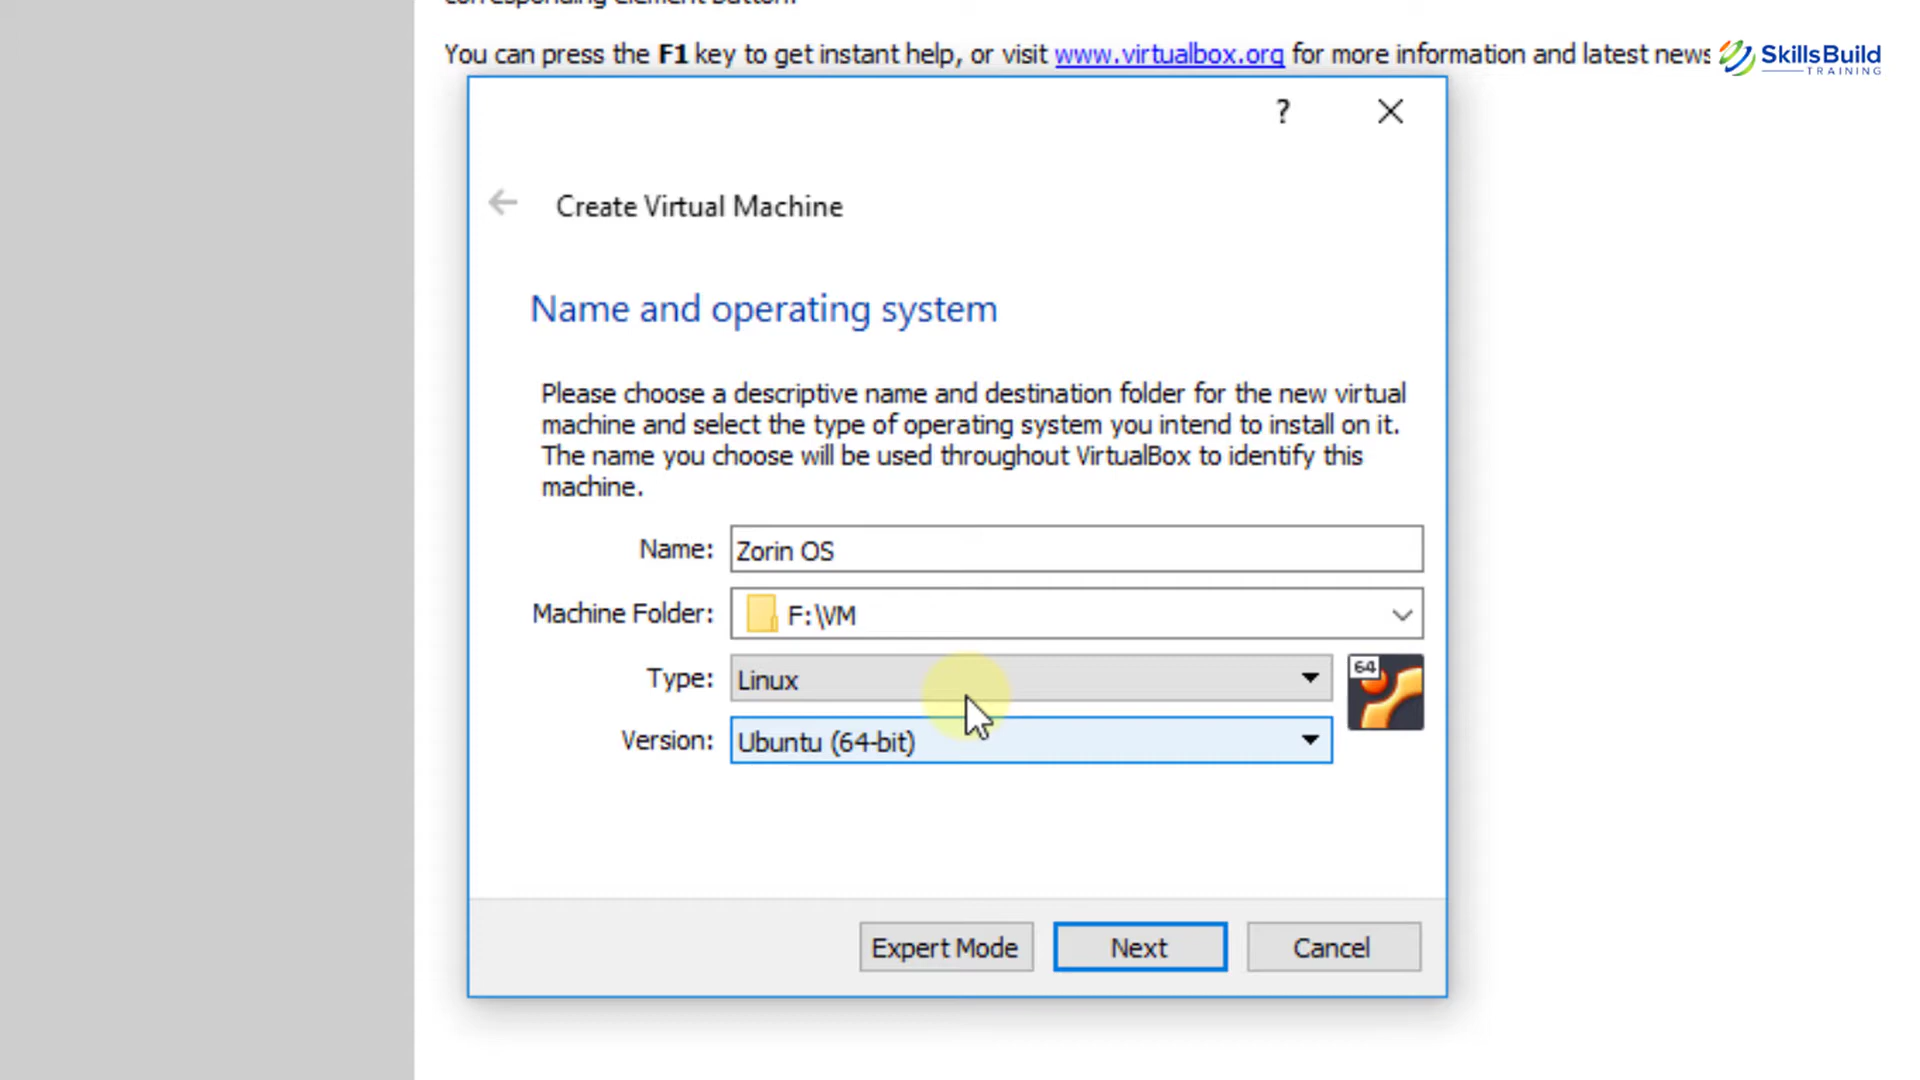 corresponding element button.
You can press the F1 key to get instant help, or visit www.virtualbox.org for more information and latest news
SkillsBuild
TRAINING
?
Create Virtual Machine
Name and operating system
Please choose a descriptive name and destination folder for the new virtual
machine and select the type of operating system you intend to install on it.
The name you choose will be used throughout VirtualBox to identify this
machine.
Name: Zorin OS
Machine Folder: F:\VM
Type: Linux
64
Version: Ubuntu (64-bit)
Expert Mode Next Cancel